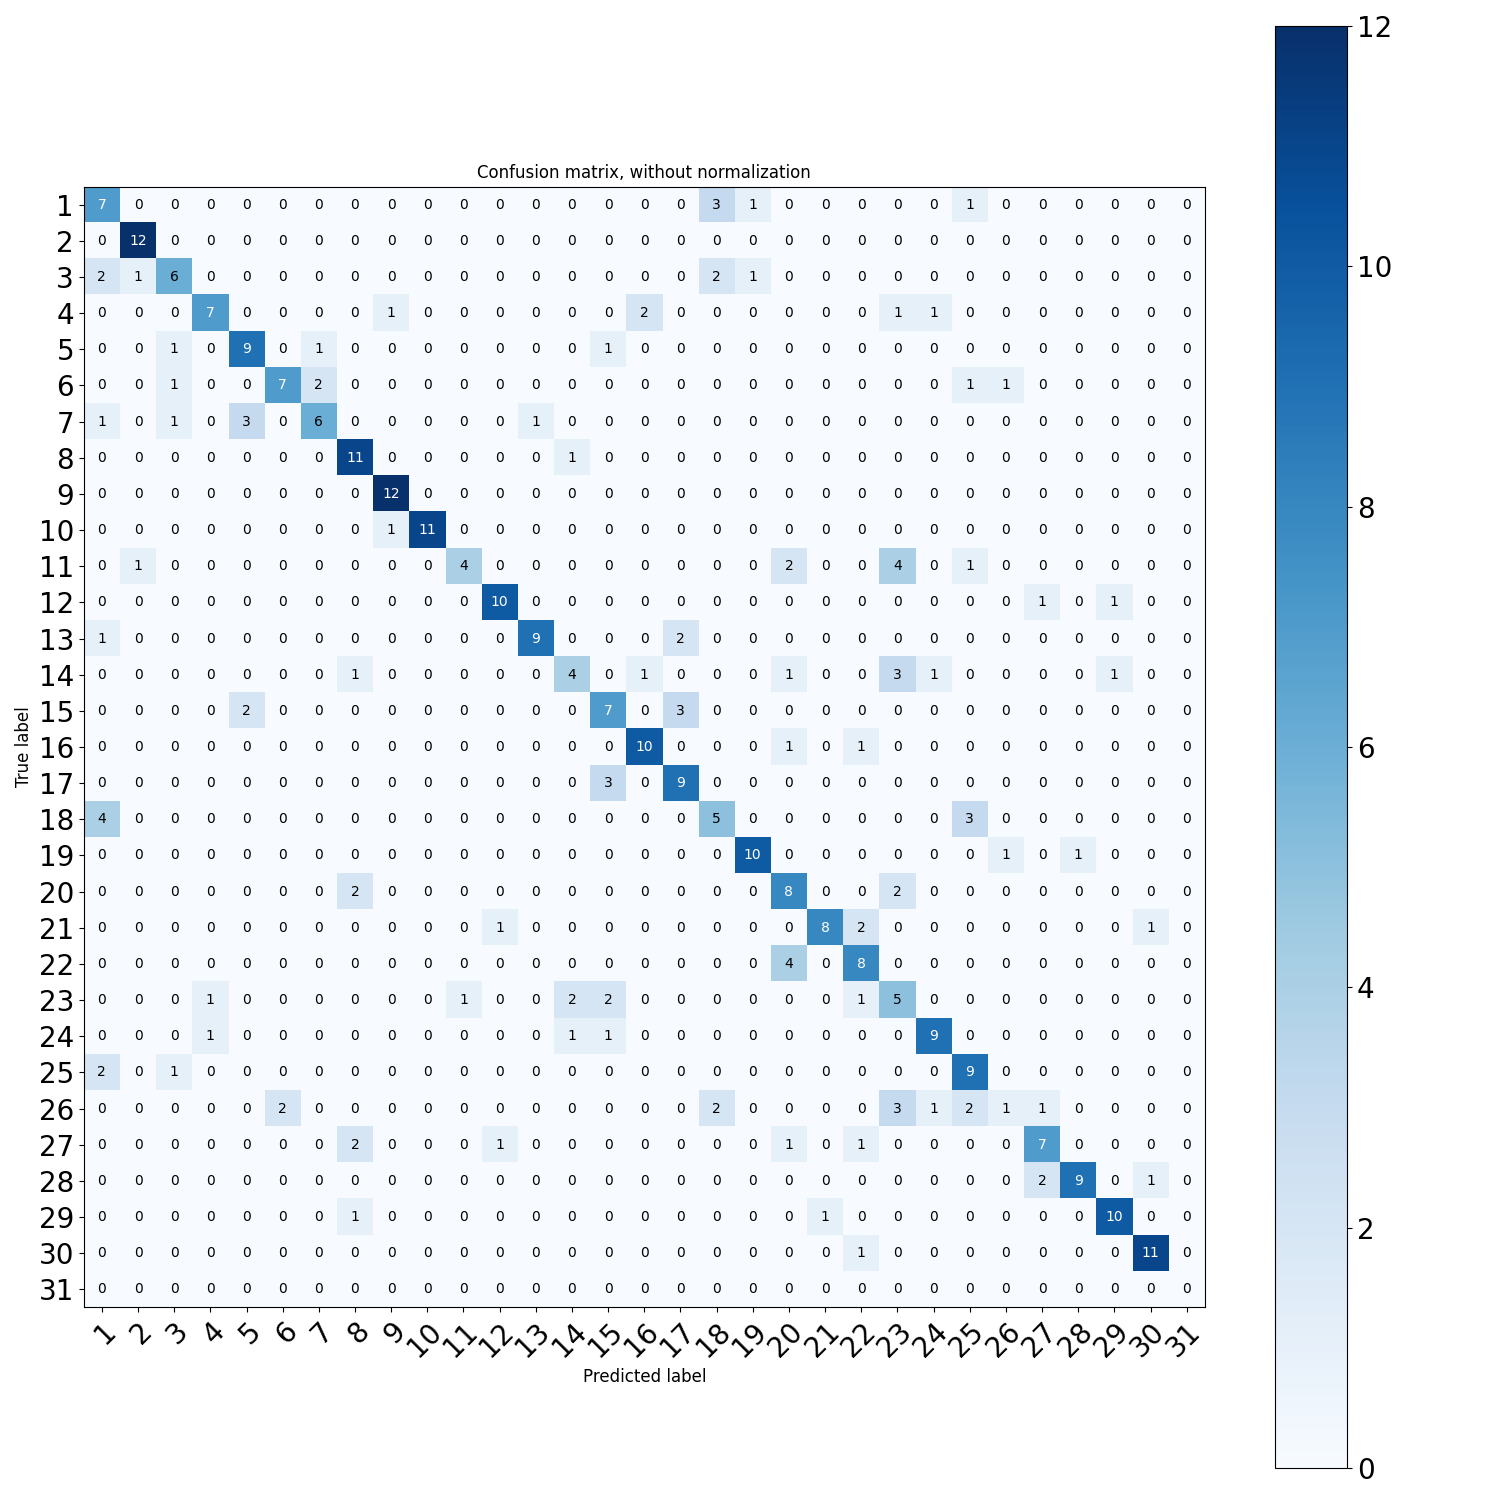 Confusion matrix, without normalization
1 7 0 0 0 0 0 0 0 0 0 0 0 0 0 0 0 0 3 1 0 0 0 0 0 1 0 0 0 0 0 0
2 0 12 0 0 0 0 0 0 0 0 0 0 0 0 0 0 0 0 0 0 0 0 0 0 0 0 0 0 0 0 0
3 2 1 6 0 0 0 0 0 0 0 0 0 0 0 0 0 0 2 1 0 0 0 0 0 0 0 0 0 0 0 0
4 0 0 0 7 0 0 0 0 1 0 0 0 0 0 0 2 0 0 0 0 0 0 1 1 0 0 0 0 0 0 0
5 0 0 1 0 9 0 1 0 0 0 0 0 0 0 1 0 0 0 0 0 0 0 0 0 0 0 0 0 0 0 0
6 0 0 1 0 0 7 2 0 0 0 0 0 0 0 0 0 0 0 0 0 0 0 0 0 1 1 0 0 0 0 0
7 1 0 1 0 3 0 6 0 0 0 0 0 1 0 0 0 0 0 0 0 0 0 0 0 0 0 0 0 0 0 0
8 0 0 0 0 0 0 0 11 0 0 0 0 0 1 0 0 0 0 0 0 0 0 0 0 0 0 0 0 0 0 0
9 0 0 0 0 0 0 0 0 12 0 0 0 0 0 0 0 0 0 0 0 0 0 0 0 0 0 0 0 0 0 0
10 0 0 0 0 0 0 0 0 1 11 0 0 0 0 0 0 0 0 0 0 0 0 0 0 0 0 0 0 0 0 0
11 0 1 0 0 0 0 0 0 0 0 4 0 0 0 0 0 0 0 0 2 0 0 4 0 1 0 0 0 0 0 0
12 0 0 0 0 0 0 0 0 0 0 0 10 0 0 0 0 0 0 0 0 0 0 0 0 0 0 1 0 1 0 0
13 1 0 0 0 0 0 0 0 0 0 0 0 9 0 0 0 2 0 0 0 0 0 0 0 0 0 0 0 0 0 0
14 0 0 0 0 0 0 0 1 0 0 0 0 0 4 0 1 0 0 0 1 0 0 3 1 0 0 0 0 1 0 0
15 0 0 0 0 2 0 0 0 0 0 0 0 0 0 7 0 3 0 0 0 0 0 0 0 0 0 0 0 0 0 0
16 0 0 0 0 0 0 0 0 0 0 0 0 0 0 0 10 0 0 0 1 0 1 0 0 0 0 0 0 0 0 0
17 0 0 0 0 0 0 0 0 0 0 0 0 0 0 3 0 9 0 0 0 0 0 0 0 0 0 0 0 0 0 0
18 4 0 0 0 0 0 0 0 0 0 0 0 0 0 0 0 0 5 0 0 0 0 0 0 3 0 0 0 0 0 0
19 0 0 0 0 0 0 0 0 0 0 0 0 0 0 0 0 0 0 10 0 0 0 0 0 0 1 0 1 0 0 0
20 0 0 0 0 0 0 0 2 0 0 0 0 0 0 0 0 0 0 0 8 0 0 2 0 0 0 0 0 0 0 0
21 0 0 0 0 0 0 0 0 0 0 0 1 0 0 0 0 0 0 0 0 8 2 0 0 0 0 0 0 0 1 0
22 0 0 0 0 0 0 0 0 0 0 0 0 0 0 0 0 0 0 0 4 0 8 0 0 0 0 0 0 0 0 0
23 0 0 0 1 0 0 0 0 0 0 1 0 0 2 2 0 0 0 0 0 0 1 5 0 0 0 0 0 0 0 0
24 0 0 0 1 0 0 0 0 0 0 0 0 0 1 1 0 0 0 0 0 0 0 0 9 0 0 0 0 0 0 0
25 2 0 1 0 0 0 0 0 0 0 0 0 0 0 0 0 0 0 0 0 0 0 0 0 9 0 0 0 0 0 0
26 0 0 0 0 0 2 0 0 0 0 0 0 0 0 0 0 0 2 0 0 0 0 3 1 2 1 1 0 0 0 0
27 0 0 0 0 0 0 0 2 0 0 0 1 0 0 0 0 0 0 0 1 0 1 0 0 0 0 7 0 0 0 0
28 0 0 0 0 0 0 0 0 0 0 0 0 0 0 0 0 0 0 0 0 0 0 0 0 0 0 2 9 0 1 0
29 0 0 0 0 0 0 0 1 0 0 0 0 0 0 0 0 0 0 0 0 1 0 0 0 0 0 0 0 10 0 0
30 0 0 0 0 0 0 0 0 0 0 0 0 0 0 0 0 0 0 0 0 0 1 0 0 0 0 0 0 0 11 0
31 0 0 0 0 0 0 0 0 0 0 0 0 0 0 0 0 0 0 0 0 0 0 0 0 0 0 0 0 0 0 0
1 2 3 4 5 6 7 8 9 10 11 12 13 14 15 16 17 18 19 20 21 22 23 24 25 26 27 28 29 30 31
Predicted label
True label
12
10
8
6
4
2
0